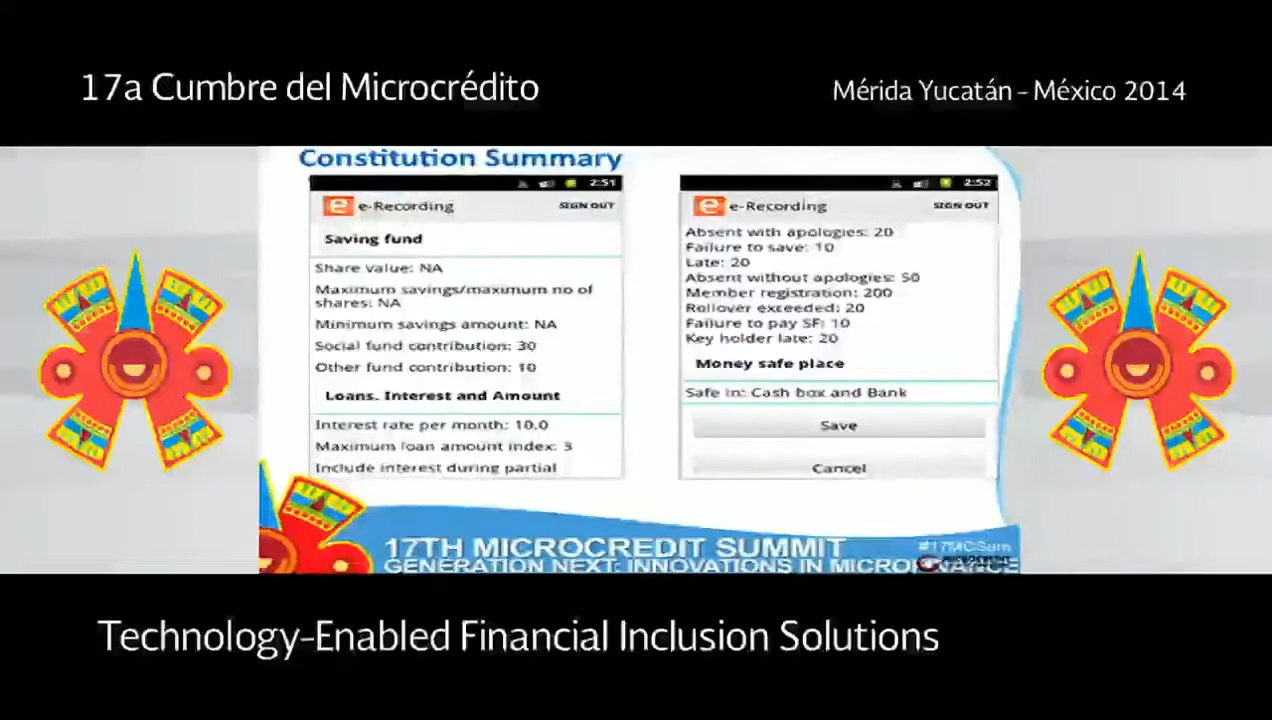 17a Cumbre del Microcrédito
Mérida Yucatán - México 2014
Constitution Summary
2:51
e e-Recording SIGN OUT
Saving fund
Share value: NA
Maximum savings/maximum no of
shares: NA
Minimum savings amount: NA
Social fund contribution: 30
Other fund contribution: 10
Loans. Interest and Amount
Interest rate per month: 10.0
Maximum loan amount index: 3
Include interest during partial
2:52
e e-Recording SIGN OUT
Absent with apologies: 20
Failure to save: 10
Late: 20
Absent without apologies: 50
Member registration: 200
Rollover exceeded: 20
Failure to pay SF: 10
Key holder late: 20
Money safe place
Safe in: Cash box and Bank
Save
Cancel
17TH MICROCREDIT SUMMIT
GENERATION NEXT: INNOVATIONS IN
Technology-Enabled Financial Inclusion Solutions